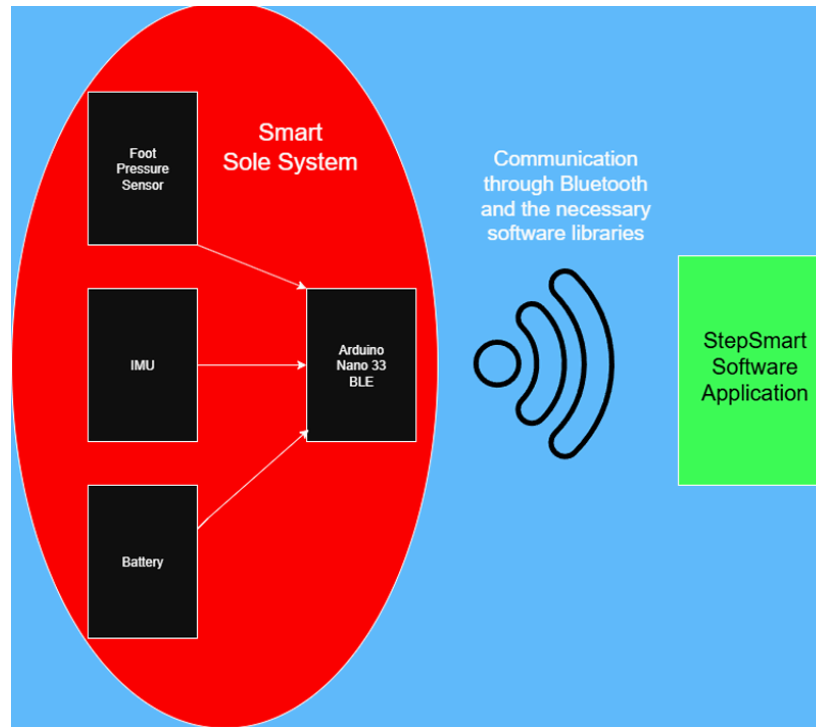 Foot
Pressure
Sensor
Smart
Sole System
IMU
Arduino
Nano 33
BLE
Battery
Communication
through Bluetooth
and the necessary
software libraries
StepSmart
Software
Application